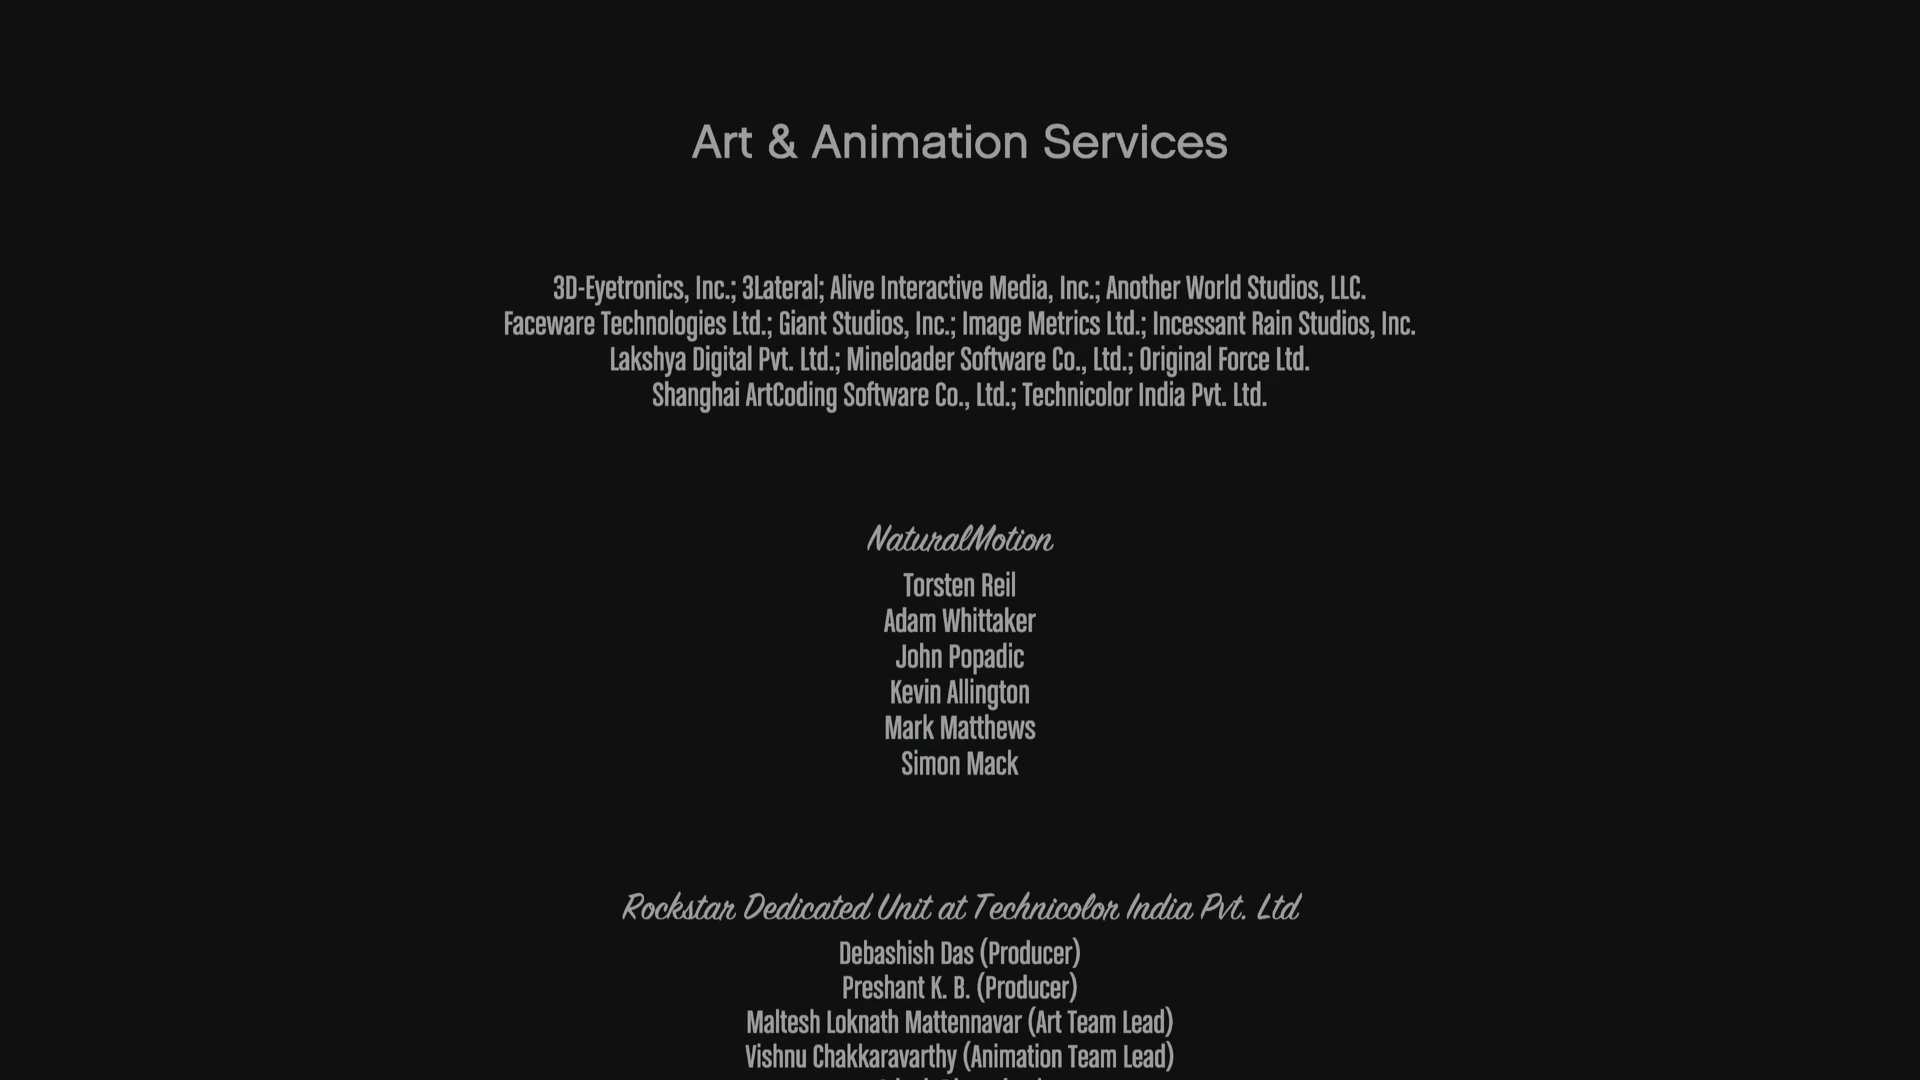 Art & Animation Services
3D-Eyetronics, Inc.; 3Lateral; Alive Interactive Media, Inc.; Another World Studios, LLC.
Faceware Technologies Ltd.; Giant Studios, Inc.; Image Metrics Ltd.; Incessant Rain Studios, Inc.
Lakshya Digital Pvt. Ltd.; Mineloader Software Co., Ltd.; Original Force Ltd.
Shanghai ArtCoding Software Co., Ltd.; Technicolor India Pvt. Ltd.
NaturalMotion
Torsten Reil
Adam Whittaker
John Popadic
Kevin Allington
Mark Matthews
Simon Mack
Rockstar Dedicated Unit at Technicolor India Pvt. Ltd
Debashish Das (Producer)
Preshant K. B. (Producer)
Maltesh Loknath Mattennavar (Art Team Lead)
Vishnu Chakkaravarthy (Animation Team Lead)